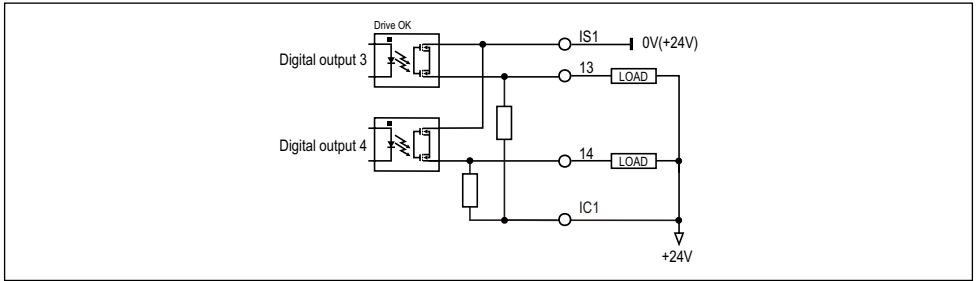 Drive OK
Digital output 3
IS1
0V(+24V)
13
LOAD
Digital output 4
14
LOAD
IC1
+24V